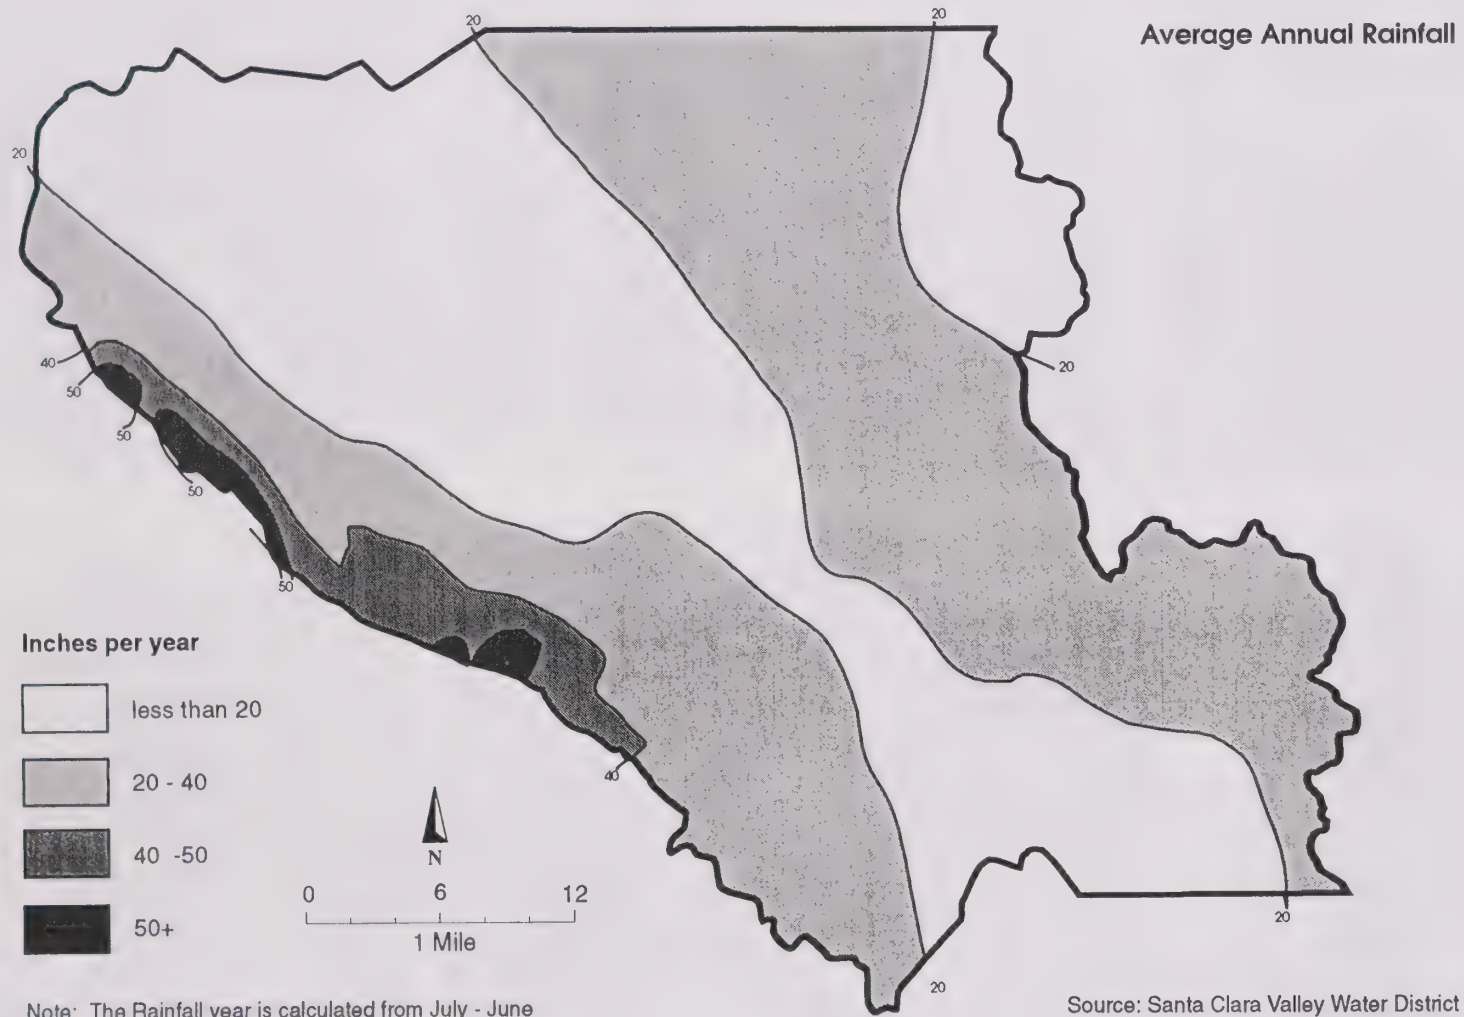 Average Annual Rainfall
20
20
20
20
40
50
50
50
50
40
20
20
Inches per year
less than 20
20 - 40
40 -50
50+
N
0 6 12
1 Mile
Note: The Rainfall year is calculated from July - June
Source: Santa Clara Valley Water District